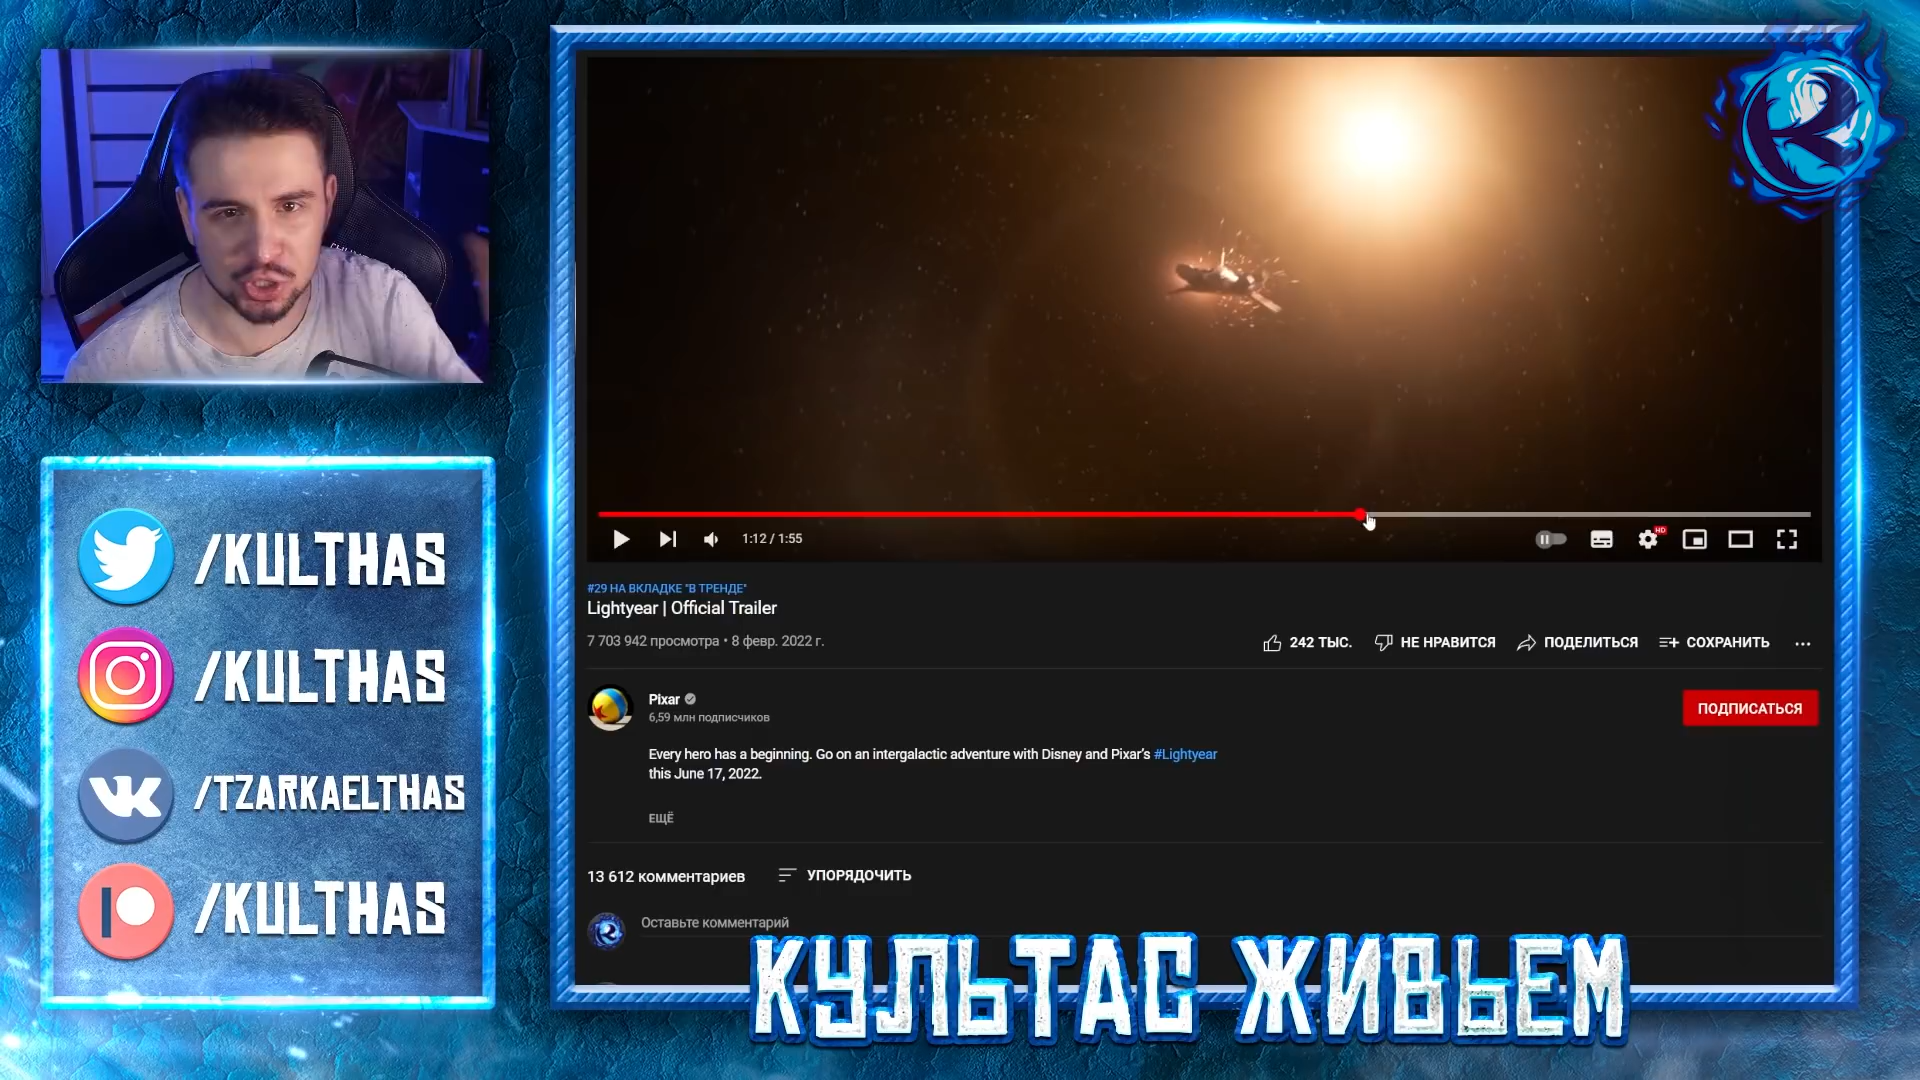 /KULTHAS
/KULTHAS
/TZARKAELTHAS
/KULTHAS
1:12 / 1:55
HD
#29 НА ВКЛАДКЕ "В ТРЕНДЕ"
Lightyear | Official Trailer
7 703 942 просмотра • 8 февр. 2022 г.
242 ТЫС.
НЕ НРАВИТСЯ
ПОДЕЛИТЬСЯ
СОХРАНИТЬ
Pixar
6,59 млн подписчиков
ПОДПИСАТЬСЯ
Every hero has a beginning. Go on an intergalactic adventure with Disney and Pixar's #Lightyear
this June 17, 2022.
ЕЩЁ
13 612 комментариев
УПОРЯДОЧИТЬ
Оставьте комментарий
КУЛЬТАС ЖИВЬЕМ